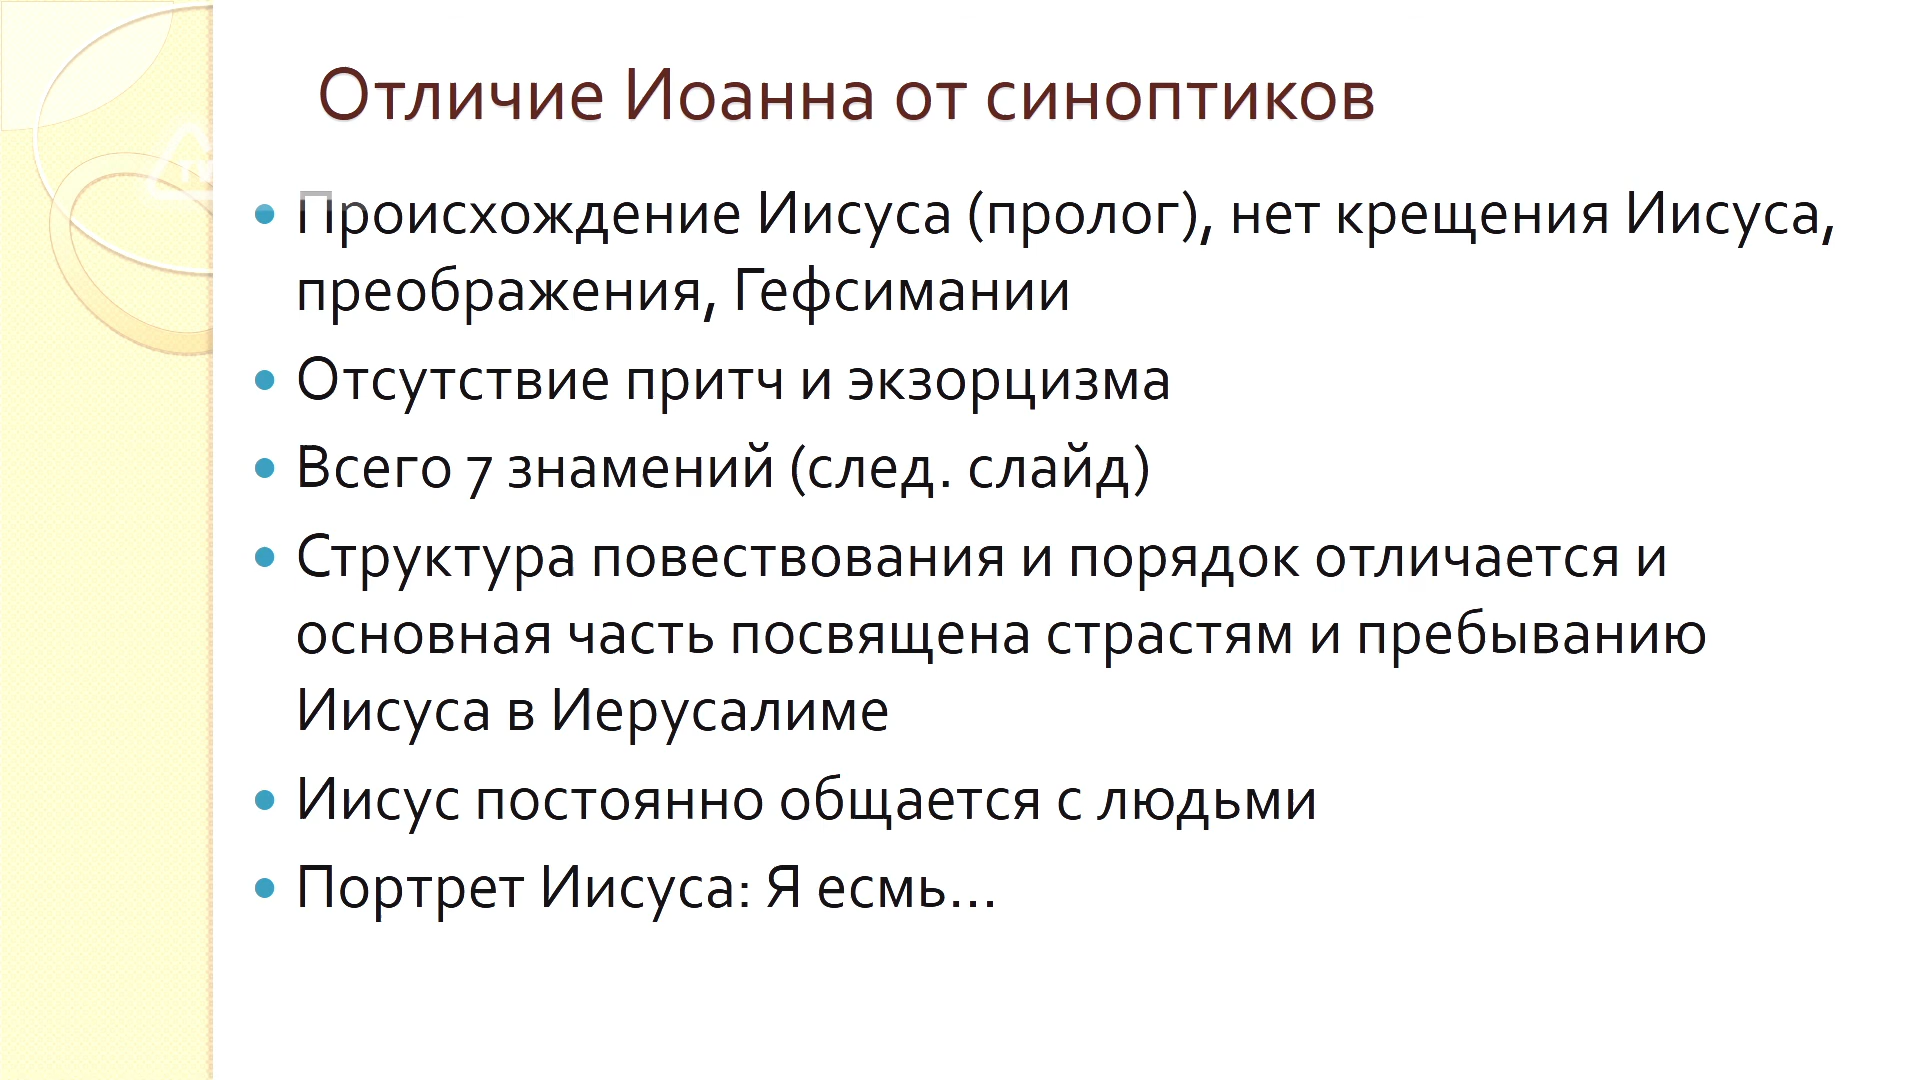 Отличие Иоанна от синоптиков
• Происхождение Иисуса (пролог), нет крещения Иисуса,
преображения, Гефсимании
• Отсутствие притч и экзорцизма
• Всего 7 знамений (след. слайд)
• Структура повествования и порядок отличается и
основная часть посвящена страстям и пребыванию
Иисуса в Иерусалиме
• Иисус постоянно общается с людьми
• Портрет Иисуса: Я есмь...